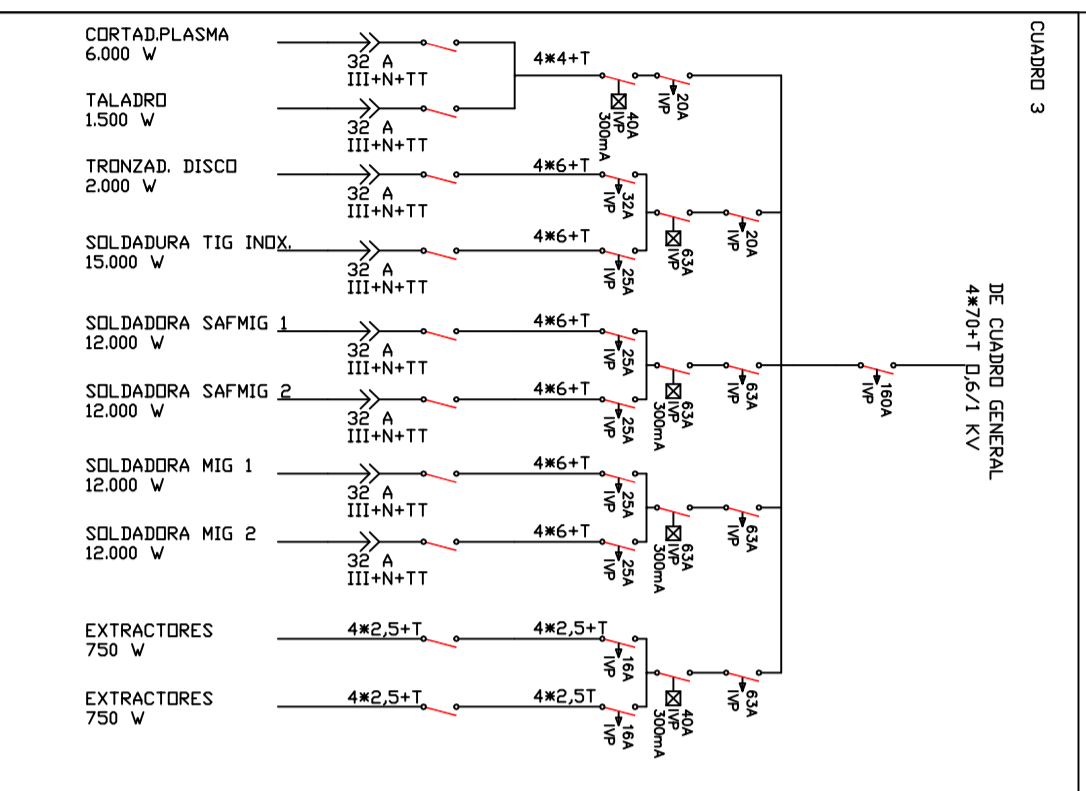 CUADRO 3
CORTAD.PLASMA
6.000 W
32 A
III+N+TT
4*4+T
40A
IVP
300mA
20A
IVP
TALADRO
1.500 W
32 A
III+N+TT
TRONZAD. DISCO
2.000 W
32 A
III+N+TT
4*6+T
32A
IVP
63A
IVP
20A
IVP
SOLDADURA TIG INOX.
15.000 W
32 A
III+N+TT
4*6+T
25A
IVP
DE CUADRO GENERAL
4*70+T 0,6/1 KV
160A
IVP
SOLDADORA SAFMIG 1
12.000 W
32 A
III+N+TT
4*6+T
25A
IVP
63A
IVP
300mA
63A
IVP
SOLDADORA SAFMIG 2
12.000 W
32 A
III+N+TT
4*6+T
25A
IVP
SOLDADORA MIG 1
12.000 W
32 A
III+N+TT
4*6+T
25A
IVP
63A
IVP
300mA
63A
IVP
SOLDADORA MIG 2
12.000 W
32 A
III+N+TT
4*6+T
25A
IVP
EXTRACTORES
750 W
4*2,5+T
4*2,5+T
16A
IVP
40A
IVP
300mA
63A
IVP
EXTRACTORES
750 W
4*2,5+T
4*2,5T
16A
IVP